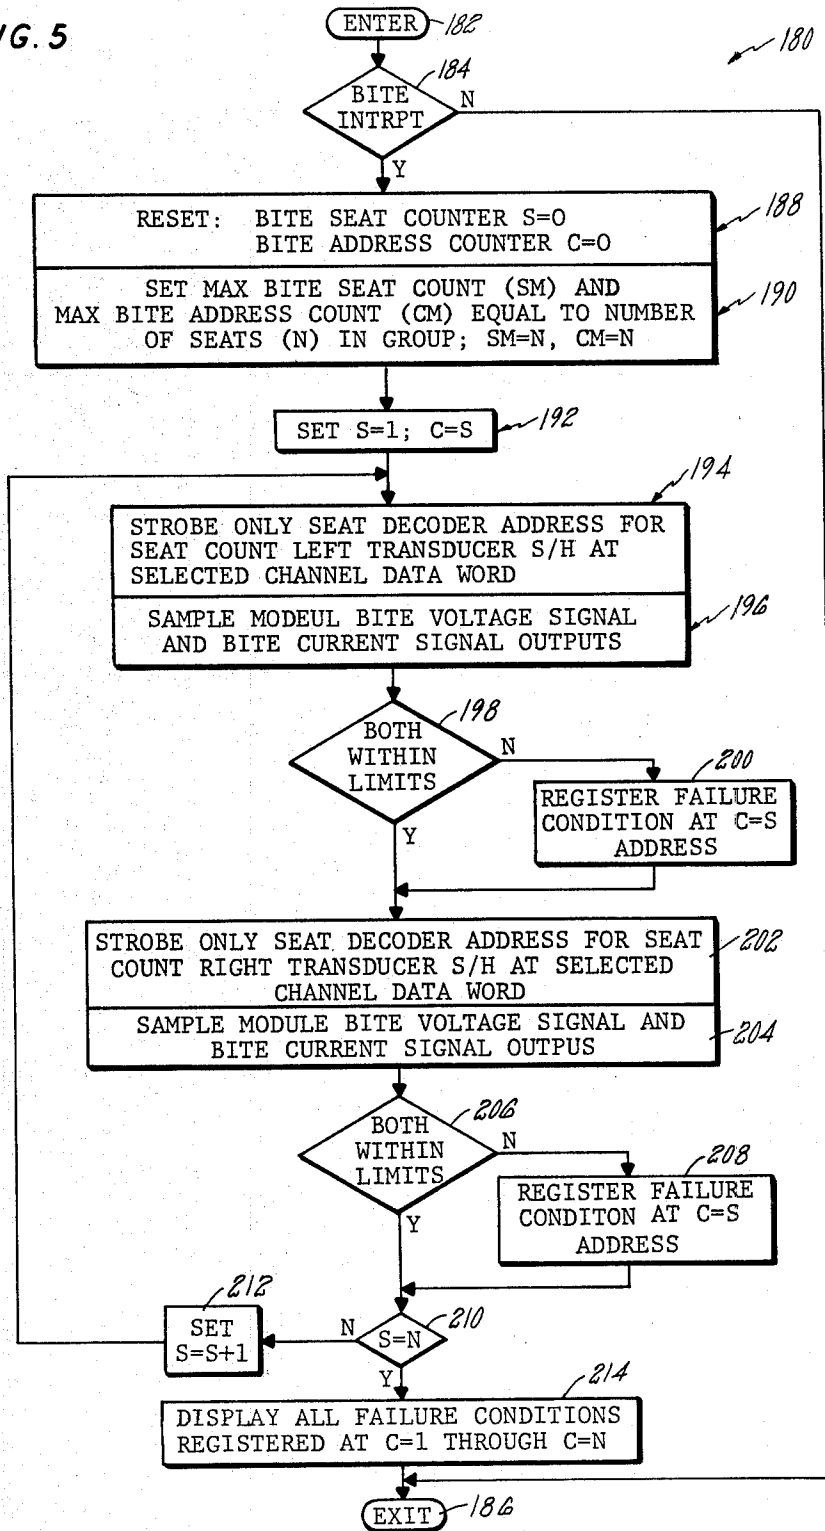 IG. 5
ENTER 182
180
184
BITE
INTRPT
N
Y
RESET: BITE SEAT COUNTER S=0
BITE ADDRESS COUNTER C=0
188
SET MAX BITE SEAT COUNT (SM) AND
MAX BITE ADDRESS COUNT (CM) EQUAL TO NUMBER
OF SEATS (N) IN GROUP; SM=N, CM=N
190
SET S=1; C=S
192
194
STROBE ONLY SEAT DECODER ADDRESS FOR
SEAT COUNT LEFT TRANSDUCER S/H AT
SELECTED CHANNEL DATA WORD
SAMPLE MODEUL BITE VOLTAGE SIGNAL
AND BITE CURRENT SIGNAL OUTPUTS
196
198
BOTH
WITHIN
LIMITS
N
Y
200
REGISTER FAILURE
CONDITION AT C=S
ADDRESS
STROBE ONLY SEAT DECODER ADDRESS FOR SEAT
COUNT RIGHT TRANSDUCER S/H AT SELECTED
CHANNEL DATA WORD
202
SAMPLE MODULE BITE VOLTAGE SIGNAL AND
BITE CURRENT SIGNAL OUTPUS
204
206
BOTH
WITHIN
LIMITS
N
Y
208
REGISTER FAILURE
CONDITON AT C=S
ADDRESS
212
SET
S=S+1
N
S=N
210
Y
214
DISPLAY ALL FAILURE CONDITIONS
REGISTERED AT C=1 THROUGH C=N
EXIT 186